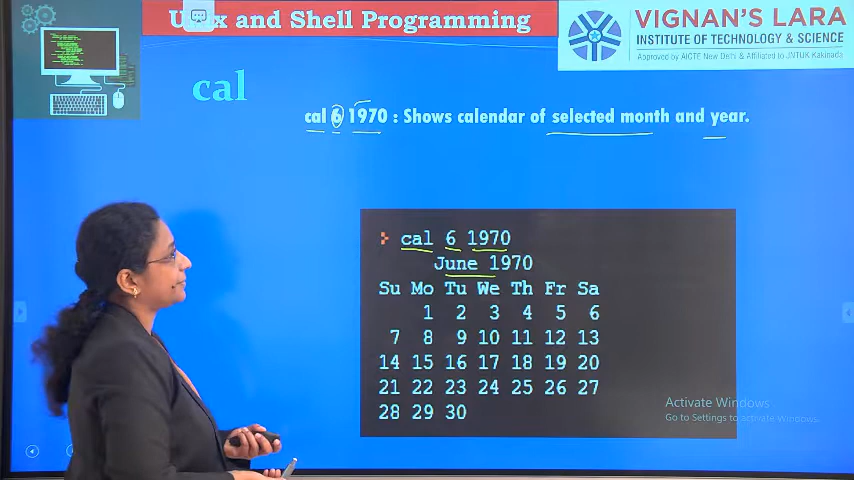 Unix and Shell Programming
VIGNAN'S LARA
INSTITUTE OF TECHNOLOGY & SCIENCE
Approved by AICTE New Delhi & Affiliated to JNTUK Kakinada
cal
cal 6 1970 : Shows calendar of selected month and year.
cal 6 1970
June 1970
Su Mo Tu We Th Fr Sa
1 2 3 4 5 6
7 8 9 10 11 12 13
14 15 16 17 18 19 20
21 22 23 24 25 26 27
28 29 30
Activate Windows
Go to Settings to activate Windows.